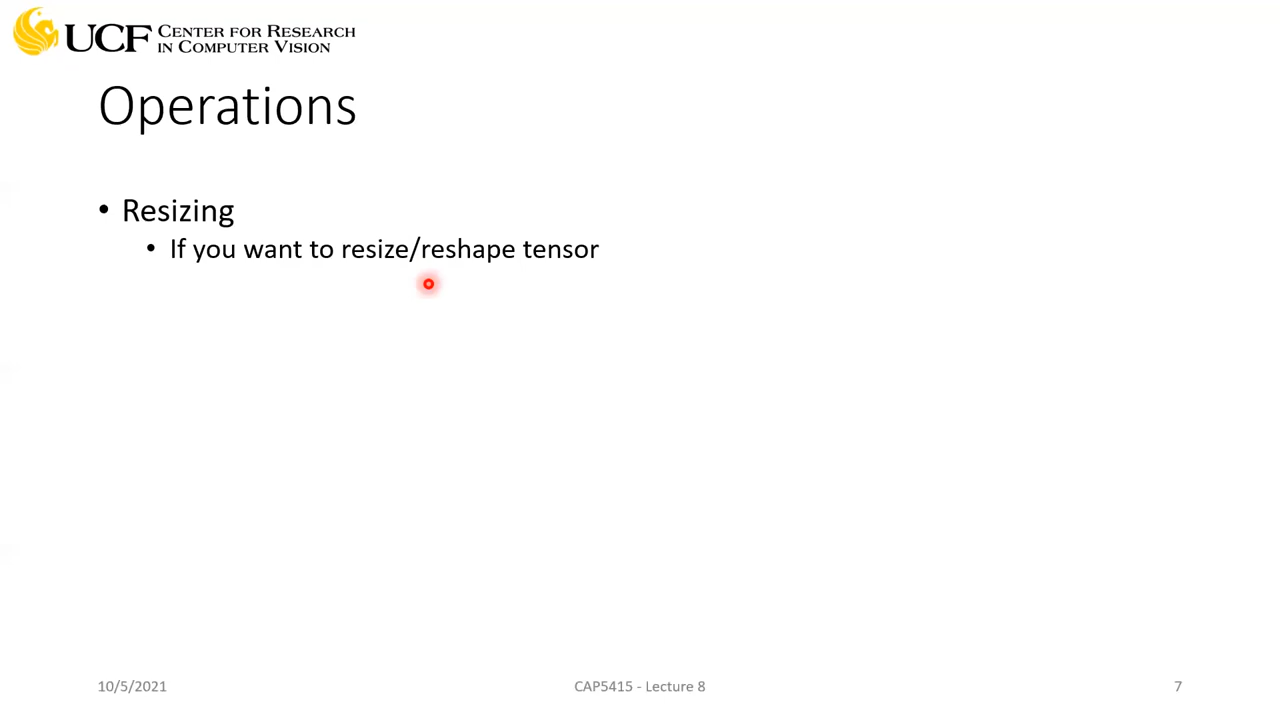 UCF CENTER FOR RESEARCH
IN COMPUTER VISION
Operations
• Resizing
• If you want to resize/reshape tensor
10/5/2021
CAP5415 - Lecture 8
7